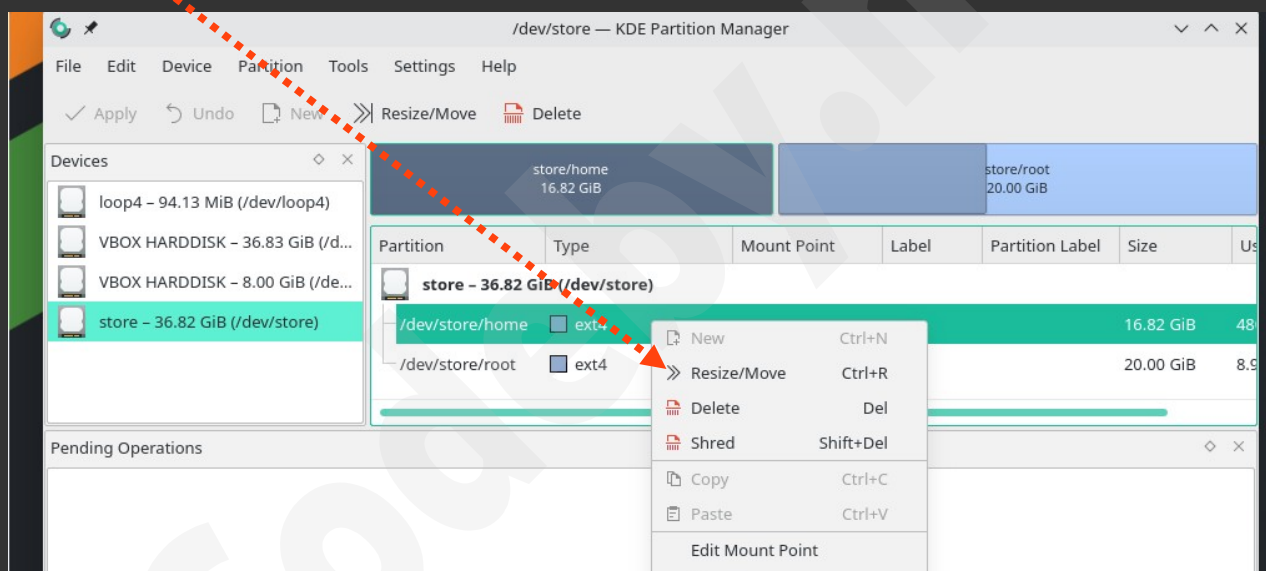 /dev/store — KDE Partition Manager
File Edit Device Partition Tools Settings Help
Apply Undo New Resize/Move Delete
Devices
loop4 – 94.13 MiB (/dev/loop4)
VBOX HARDDISK – 36.83 GiB (/d...
VBOX HARDDISK – 8.00 GiB (/de...
store – 36.82 GiB (/dev/store)
store/home
16.82 GiB
store/root
20.00 GiB
Partition Type Mount Point Label Partition Label Size
store – 36.82 GiB (/dev/store)
/dev/store/home ext4 16.82 GiB
/dev/store/root ext4 20.00 GiB
New Ctrl+N
Resize/Move Ctrl+R
Delete Del
Shred Shift+Del
Copy Ctrl+C
Paste Ctrl+V
Edit Mount Point
Pending Operations